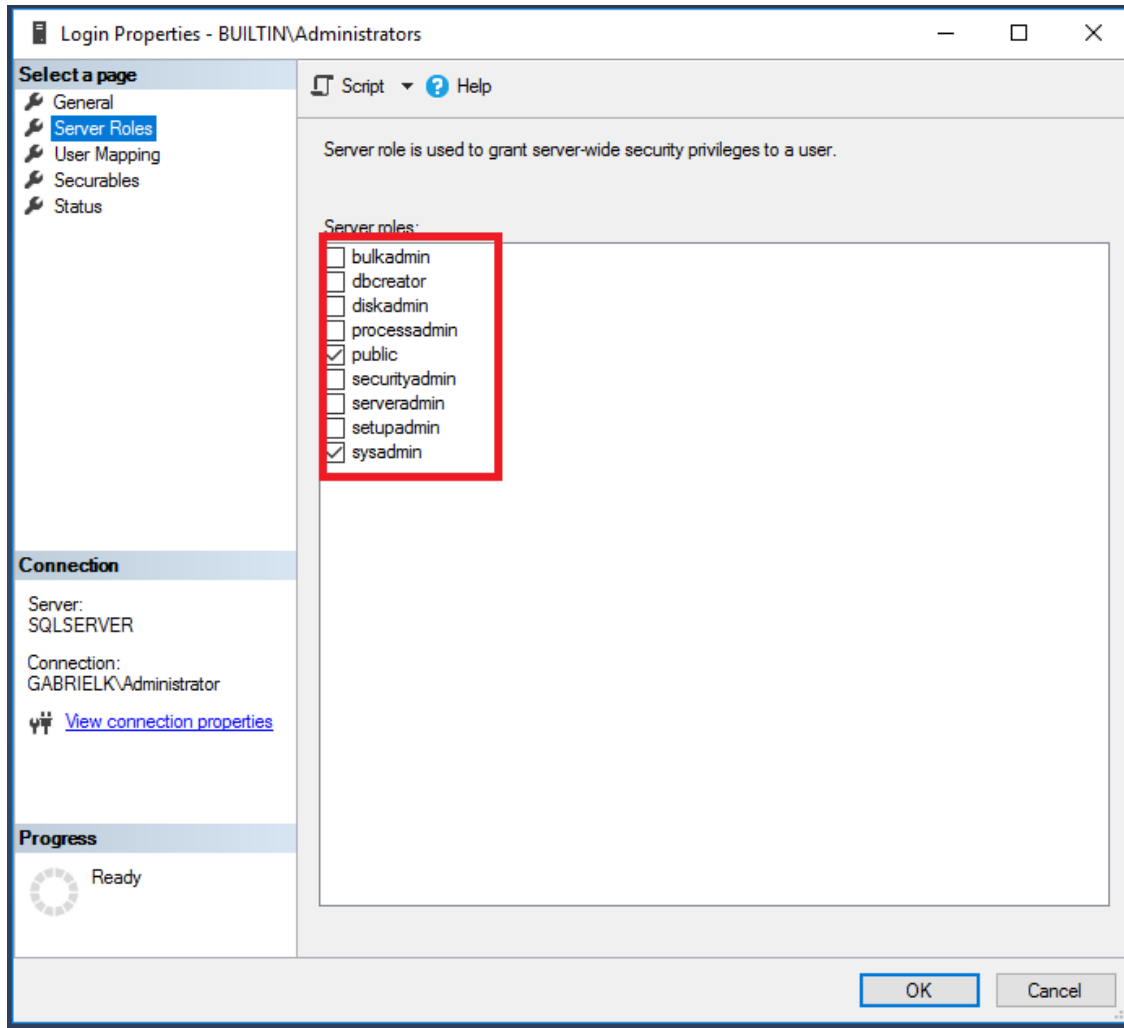 Login Properties - BUILTIN\Administrators
Select a page
General
Server Roles
User Mapping
Securables
Status
Script
Help
Server role is used to grant server-wide security privileges to a user.
Server roles:
bulkadmin
dbcreator
diskadmin
processadmin
public
securityadmin
serveradmin
setupadmin
sysadmin
Connection
Server:
SQLSERVER
Connection:
GABRIELK\Administrator
View connection properties
Progress
Ready
OK
Cancel